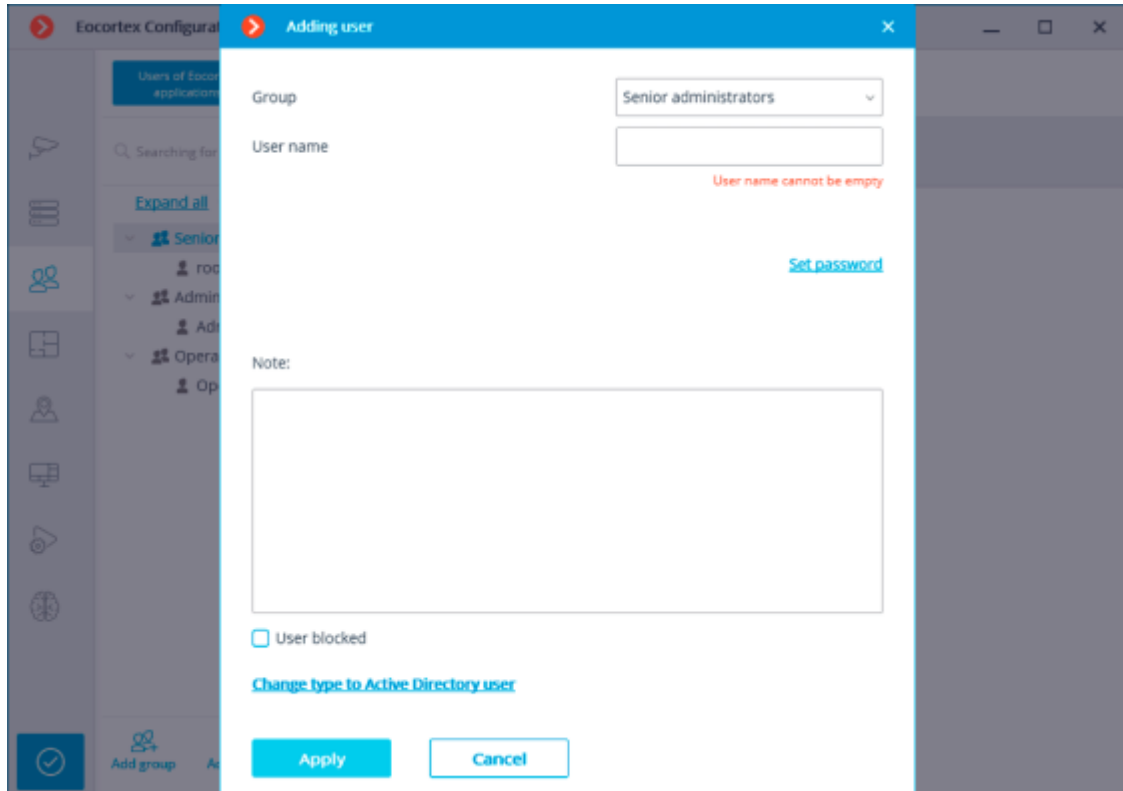 Eocortex Configurat
Adding user
Users of Eocor
applications
Group
Senior administrators
User name
Searching for
User name cannot be empty
Expand all
Senior
Set password
roo
Admin
Adm
Opera
Note:
Op
User blocked
Change type to Active Directory user
Add group
Ad
Apply
Cancel